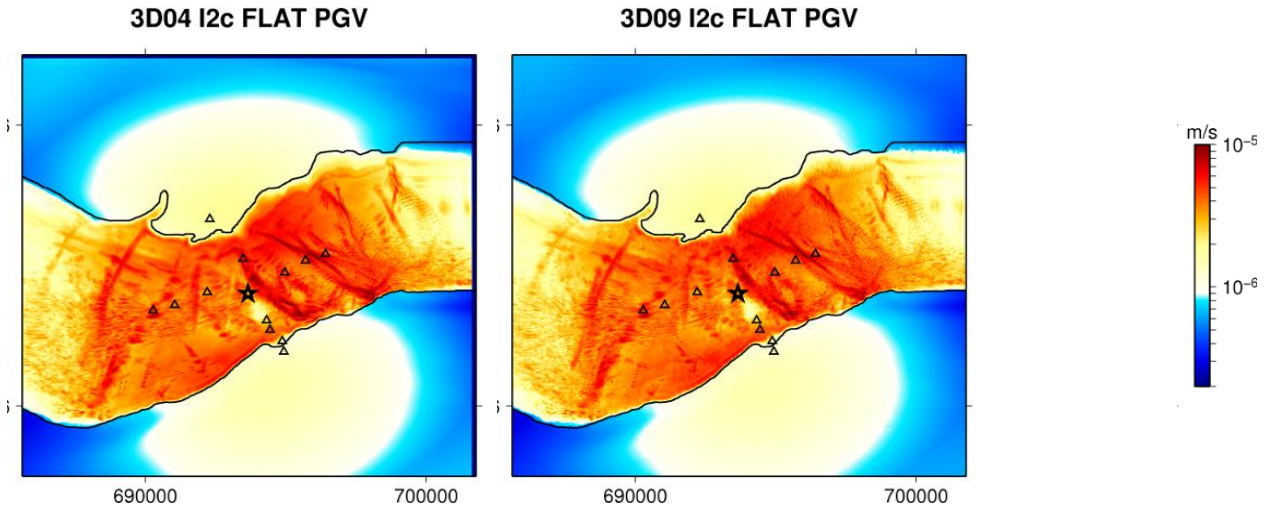 3D04 I2c FLAT PGV
3D09 I2c FLAT PGV
m/s
10⁻⁵
10⁻⁶
690000
700000
690000
700000